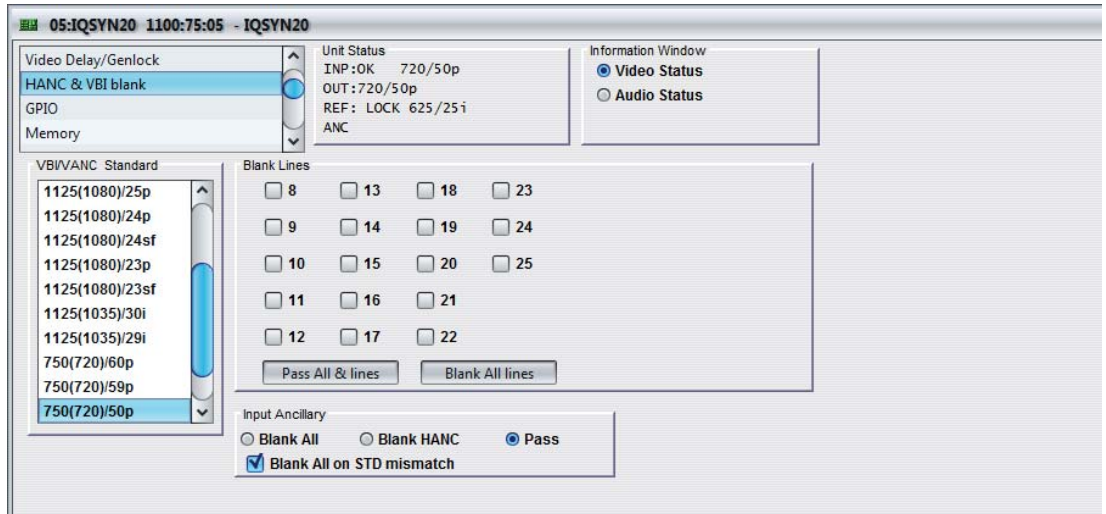 05:IQSYN20 1100:75:05 - IQSYN20
Video Delay/Genlock
HANC & VBI blank
GPIO
Memory
Unit Status
INP:OK 720/50p
OUT:720/50p
REF: LOCK 625/25i
ANC
Information Window
Video Status
Audio Status
VBI/VANC Standard
1125(1080)/25p
1125(1080)/24p
1125(1080)/24sf
1125(1080)/23p
1125(1080)/23sf
1125(1035)/30i
1125(1035)/29i
750(720)/60p
750(720)/59p
750(720)/50p
Blank Lines
8 13 18 23
9 14 19 24
10 15 20 25
11 16 21
12 17 22
Pass All & lines Blank All lines
Input Ancillary
Blank All Blank HANC Pass
Blank All on STD mismatch